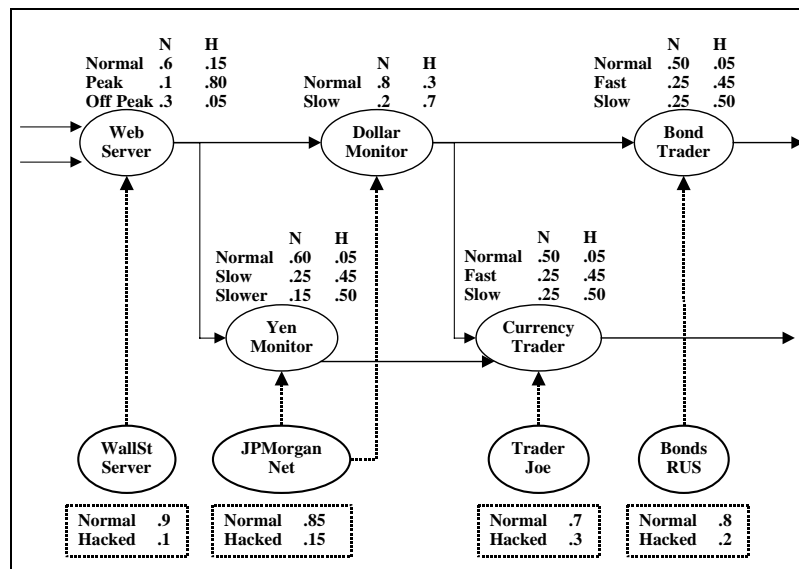 N H
Normal .6 .15
Peak .1 .80
Off Peak .3 .05
Web
Server
N H
Normal .8 .3
Slow .2 .7
Dollar
Monitor
N H
Normal .50 .05
Fast .25 .45
Slow .25 .50
Bond
Trader
N H
Normal .60 .05
Slow .25 .45
Slower .15 .50
Yen
Monitor
N H
Normal .50 .05
Fast .25 .45
Slow .25 .50
Currency
Trader
WallSt
Server
JPMorgan
Net
Trader
Joe
Bonds
RUS
Normal .9
Hacked .1
Normal .85
Hacked .15
Normal .7
Hacked .3
Normal .8
Hacked .2